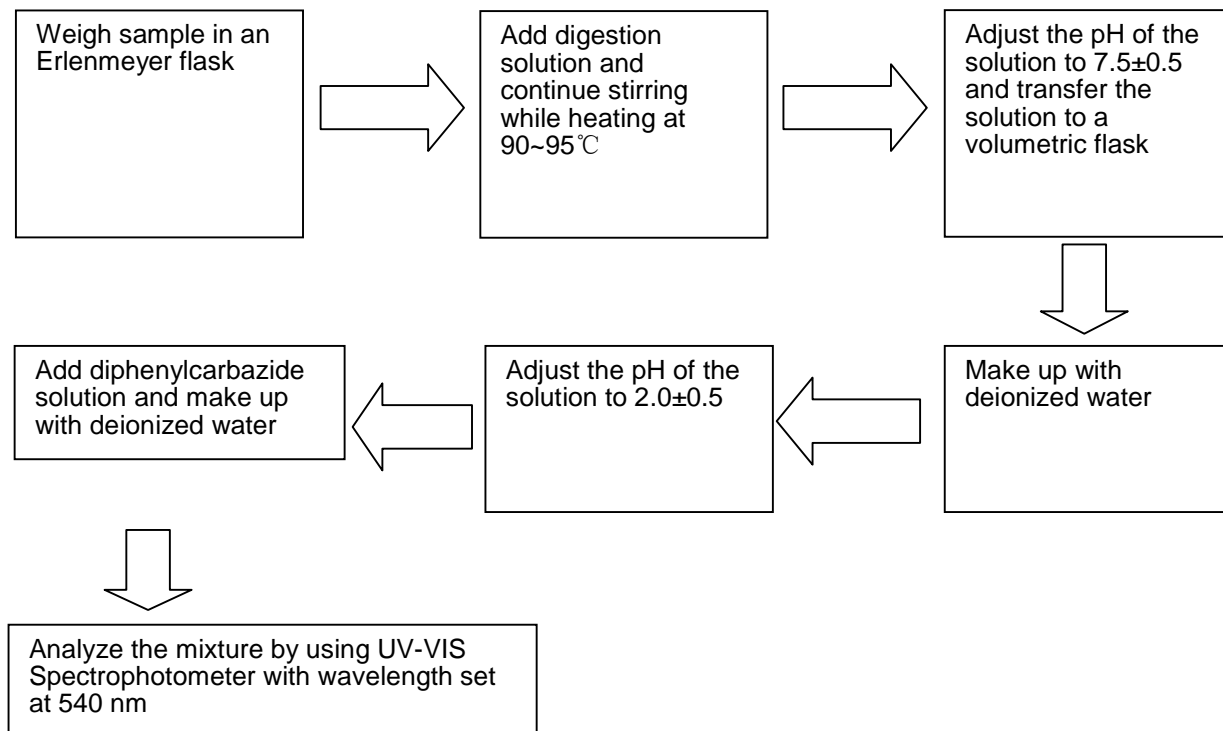 Weigh sample in an
Erlenmeyer flask
Add digestion
solution and
continue stirring
while heating at
90~95℃
Adjust the pH of the
solution to 7.5±0.5
and transfer the
solution to a
volumetric flask
Make up with
deionized water
Adjust the pH of the
solution to 2.0±0.5
Add diphenylcarbazide
solution and make up
with deionized water
Analyze the mixture by using UV-VIS
Spectrophotometer with wavelength set
at 540 nm